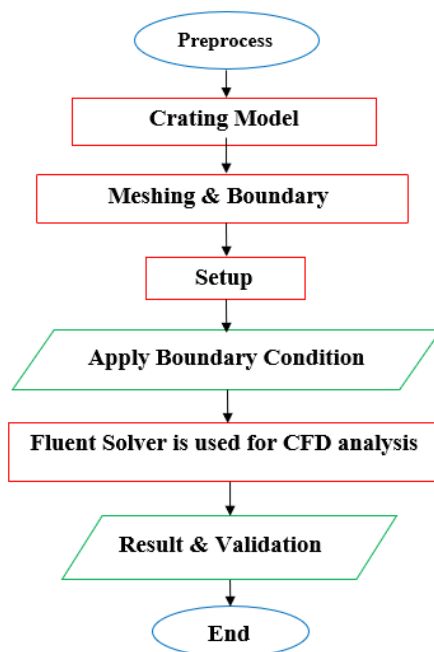 Preprocess
Crating Model
Meshing & Boundary
Setup
Apply Boundary Condition
Fluent Solver is used for CFD analysis
Result & Validation
End